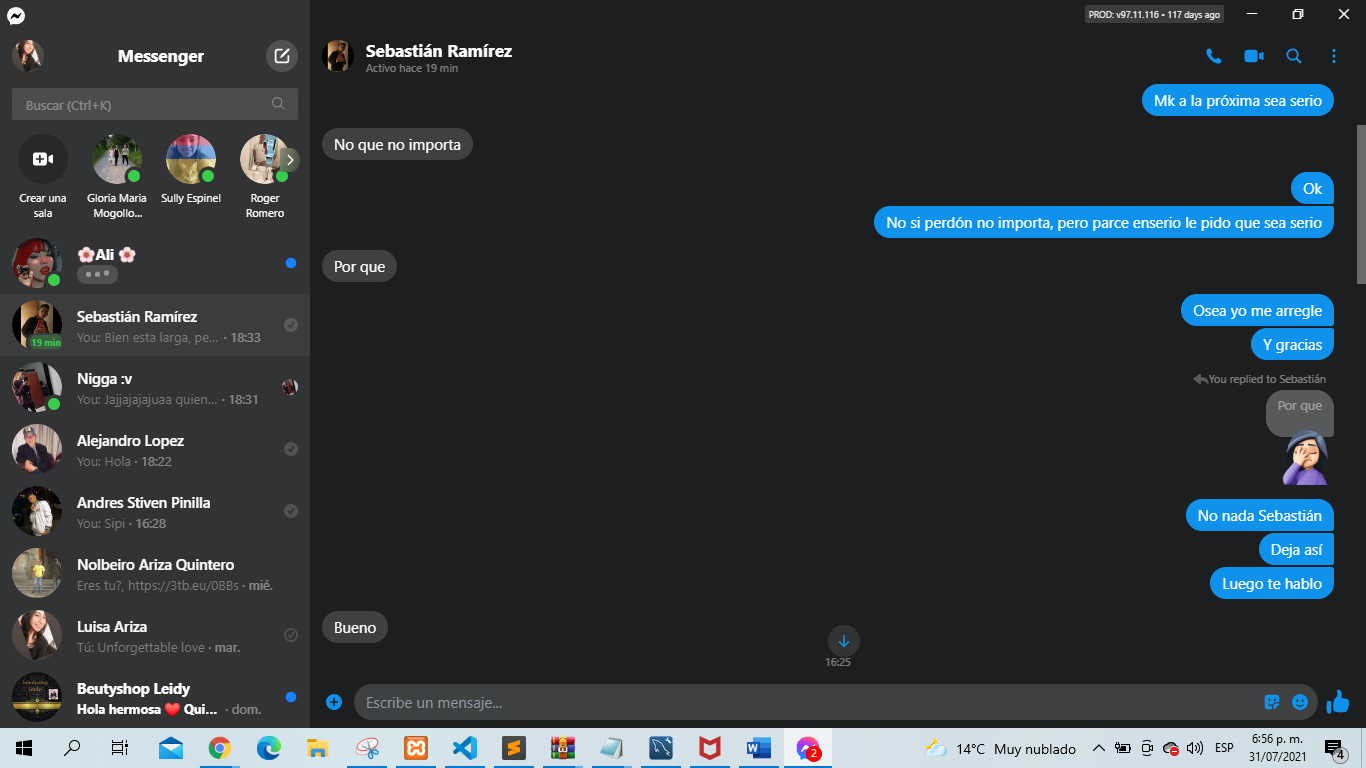 PROD: v97.11.116 • 117 days ago
Messenger
Buscar (Ctrl+K)
Crear una
sala
Gloria Maria
Mogollo...
Sully Espinel
Roger
Romero
🌸Ali 🌸
Sebastián Ramírez
You: Bien esta larga, pe... · 18:33
19 min
Nigga :v
You: Jajjajajajuaa quien... · 18:31
Alejandro Lopez
You: Hola · 18:22
Andres Stiven Pinilla
You: Sipi · 16:28
Nolbeiro Ariza Quintero
Eres tu?, https://3tb.eu/0BBs · mié.
Luisa Ariza
Tú: Unforgettable love · mar.
Beutyshop Leidy
Hola hermosa ❤️ Qui... · dom.
Sebastián Ramírez
Activo hace 19 min
Mk a la próxima sea serio
No que no importa
Ok
No si perdón no importa, pero parce enserio le pido que sea serio
Por que
Osea yo me arregle
Y gracias
You replied to Sebastián
Por que
🤦🏻‍♀️
No nada Sebastián
Deja así
Luego te hablo
Bueno
16:25
Escribe un mensaje...
2
14°C Muy nublado
ESP
6:56 p. m.
31/07/2021
4